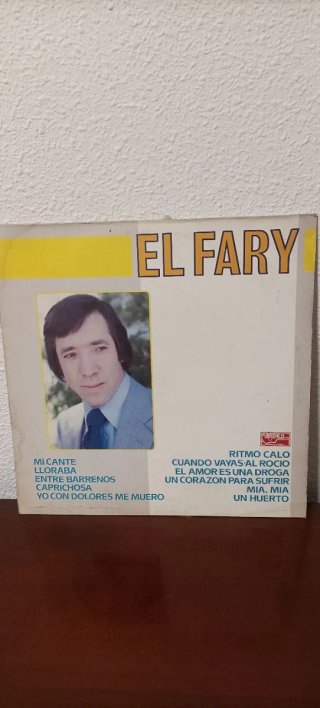 EL FARY
MI CANTE
LLORABA
ENTRE BARRENOS
CAPRICHOSA
YO CON DOLORES ME MUERO
RITMO CALO
CUANDO VAYAS AL ROCIO
EL AMOR ES UNA DROGA
UN CORAZON PARA SUFRIR
MIA, MIA
UN HUERTO